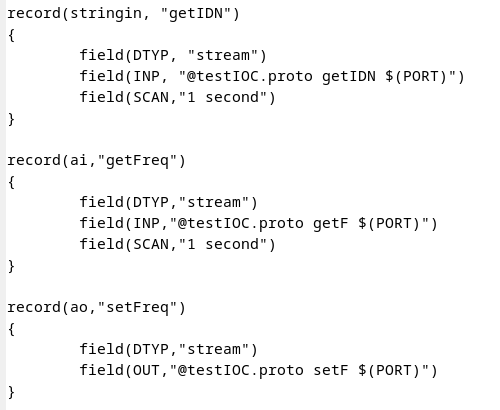 record(stringin, "getIDN")
{
        field(DTYP, "stream")
        field(INP, "@testIOC.proto getIDN $(PORT)")
        field(SCAN,"1 second")
}

record(ai,"getFreq")
{
        field(DTYP,"stream")
        field(INP,"@testIOC.proto getF $(PORT)")
        field(SCAN,"1 second")
}

record(ao,"setFreq")
{
        field(DTYP,"stream")
        field(OUT,"@testIOC.proto setF $(PORT)")
}